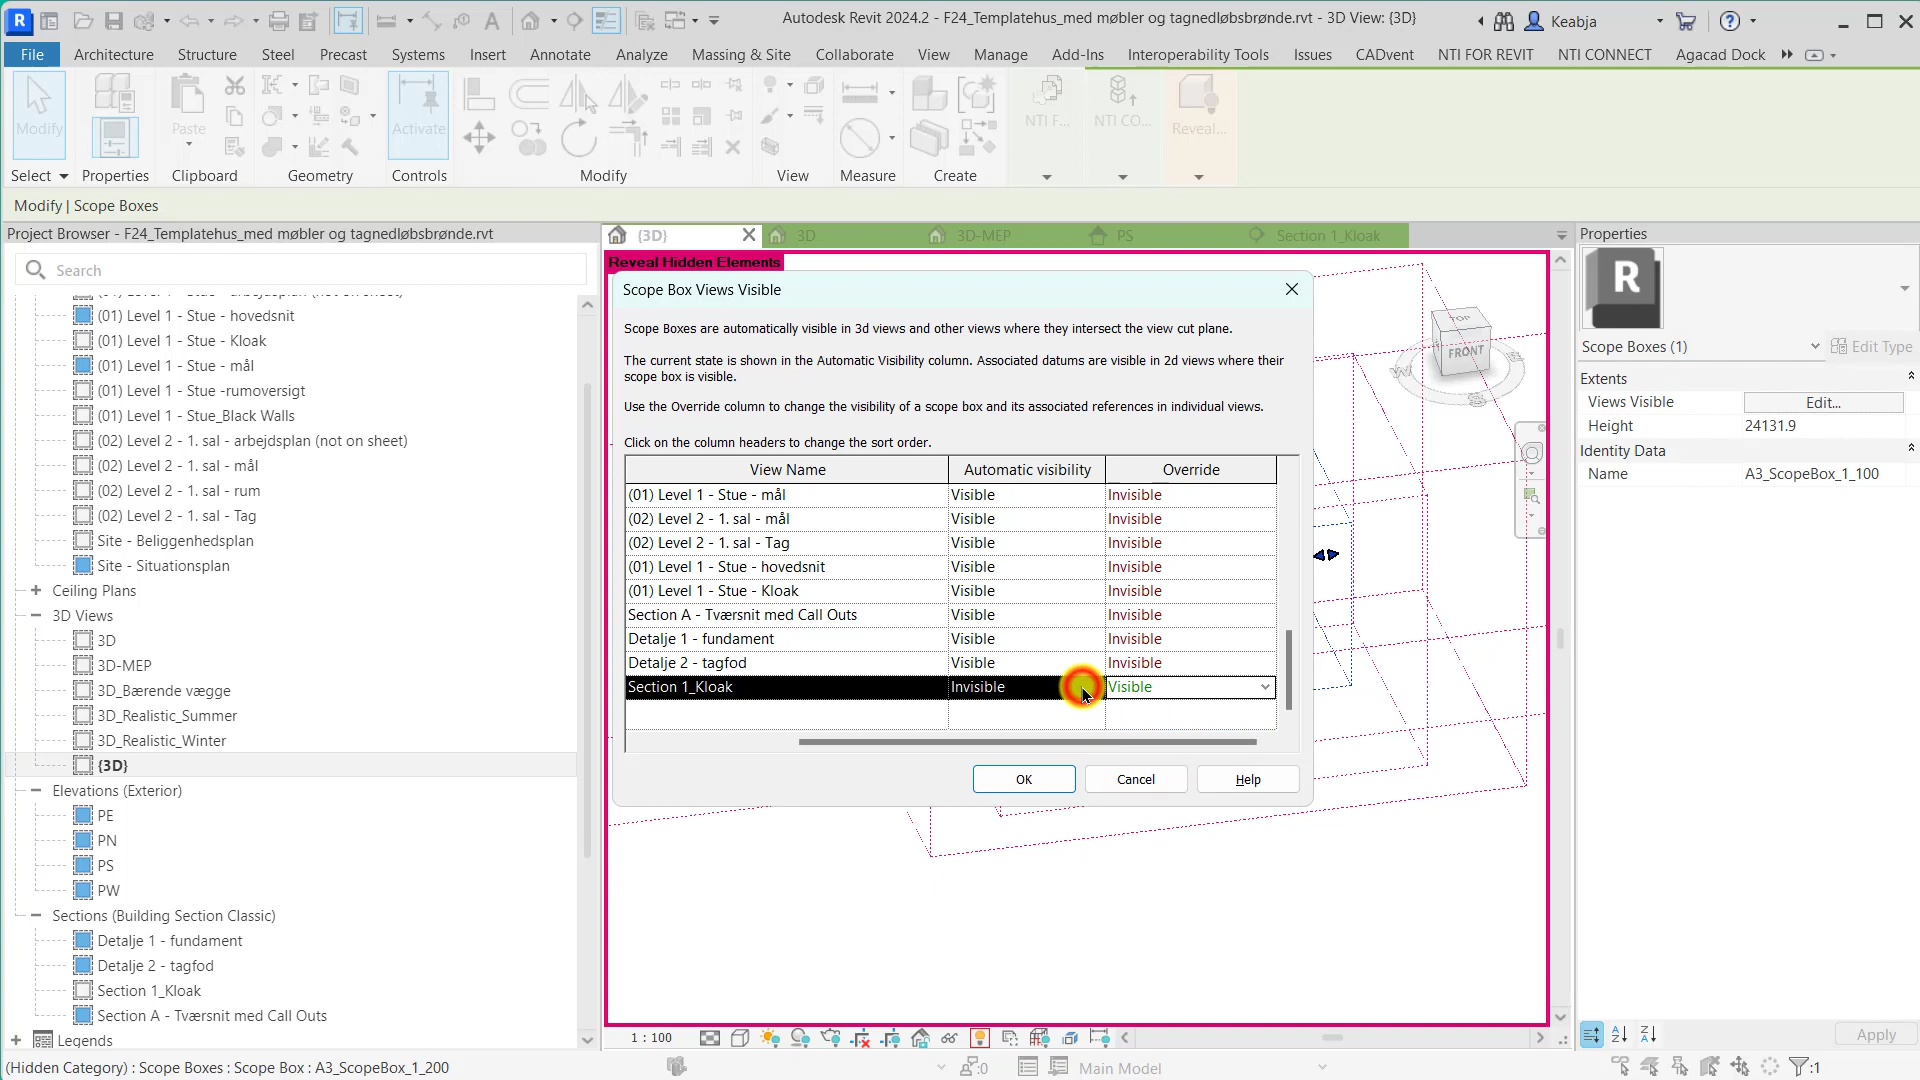 Autodesk Revit 2024.2 - F24_Templatehus_med møbler og tagnedløbsbrønde.rvt - 3D View: {3D}
Keabja
File Architecture Structure Steel Precast Systems Insert Annotate Analyze Massing & Site Collaborate View Manage Add-Ins Interoperability Tools Issues CADvent NTI FOR REVIT NTI CONNECT Agacad Dock
Modify Paste Activate NTI F... NTI CO... Reveal...
Select Properties Clipboard Geometry Controls Modify View Measure Create
Modify | Scope Boxes
Project Browser - F24_Templatehus_med møbler og tagnedløbsbrønde.rvt
Search
(01) Level 1 - Stue - arbejdsplan (not on sheet)
(01) Level 1 - Stue - hovedsnit
(01) Level 1 - Stue - Kloak
(01) Level 1 - Stue - mål
(01) Level 1 - Stue -rumoversigt
(01) Level 1 - Stue_Black Walls
(02) Level 2 - 1. sal - arbejdsplan (not on sheet)
(02) Level 2 - 1. sal - mål
(02) Level 2 - 1. sal - rum
(02) Level 2 - 1. sal - Tag
Site - Beliggenhedsplan
Site - Situationsplan
Ceiling Plans
3D Views
3D
3D-MEP
3D_Bærende vægge
3D_Realistic_Summer
3D_Realistic_Winter
{3D}
Elevations (Exterior)
PE
PN
PS
PW
Sections (Building Section Classic)
Detalje 1 - fundament
Detalje 2 - tagfod
Section 1_Kloak
Section A - Tværsnit med Call Outs
Legends
{3D} 3D 3D-MEP PS Section 1_Kloak
Reveal Hidden Elements
TOP
FRONT
W
S
Scope Box Views Visible
Scope Boxes are automatically visible in 3d views and other views where they intersect the view cut plane.
The current state is shown in the Automatic Visibility column. Associated datums are visible in 2d views where their
scope box is visible.
Use the Override column to change the visibility of a scope box and its associated references in individual views.
Click on the column headers to change the sort order.
View Name Automatic visibility Override
(01) Level 1 - Stue - mål Visible Invisible
(02) Level 2 - 1. sal - mål Visible Invisible
(02) Level 2 - 1. sal - Tag Visible Invisible
(01) Level 1 - Stue - hovedsnit Visible Invisible
(01) Level 1 - Stue - Kloak Visible Invisible
Section A - Tværsnit med Call Outs Visible Invisible
Detalje 1 - fundament Visible Invisible
Detalje 2 - tagfod Visible Invisible
Section 1_Kloak Invisible Visible
OK Cancel Help
Properties
R
Scope Boxes (1) Edit Type
Extents
Views Visible Edit...
Height 24131.9
Identity Data
Name A3_ScopeBox_1_100
Apply
1 : 100
(Hidden Category) : Scope Boxes : Scope Box : A3_ScopeBox_1_200
:0
Main Model
:1